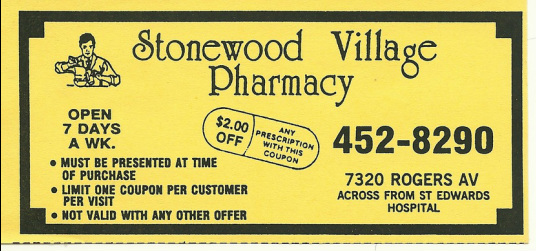 Stonewood Village
Pharmacy
OPEN
7 DAYS
A WK.
$2.00
OFF
ANY
PRESCRIPTION
WITH THIS
COUPON
452-8290
• MUST BE PRESENTED AT TIME
OF PURCHASE
• LIMIT ONE COUPON PER CUSTOMER
PER VISIT
• NOT VALID WITH ANY OTHER OFFER
7320 ROGERS AV
ACROSS FROM ST EDWARDS
HOSPITAL